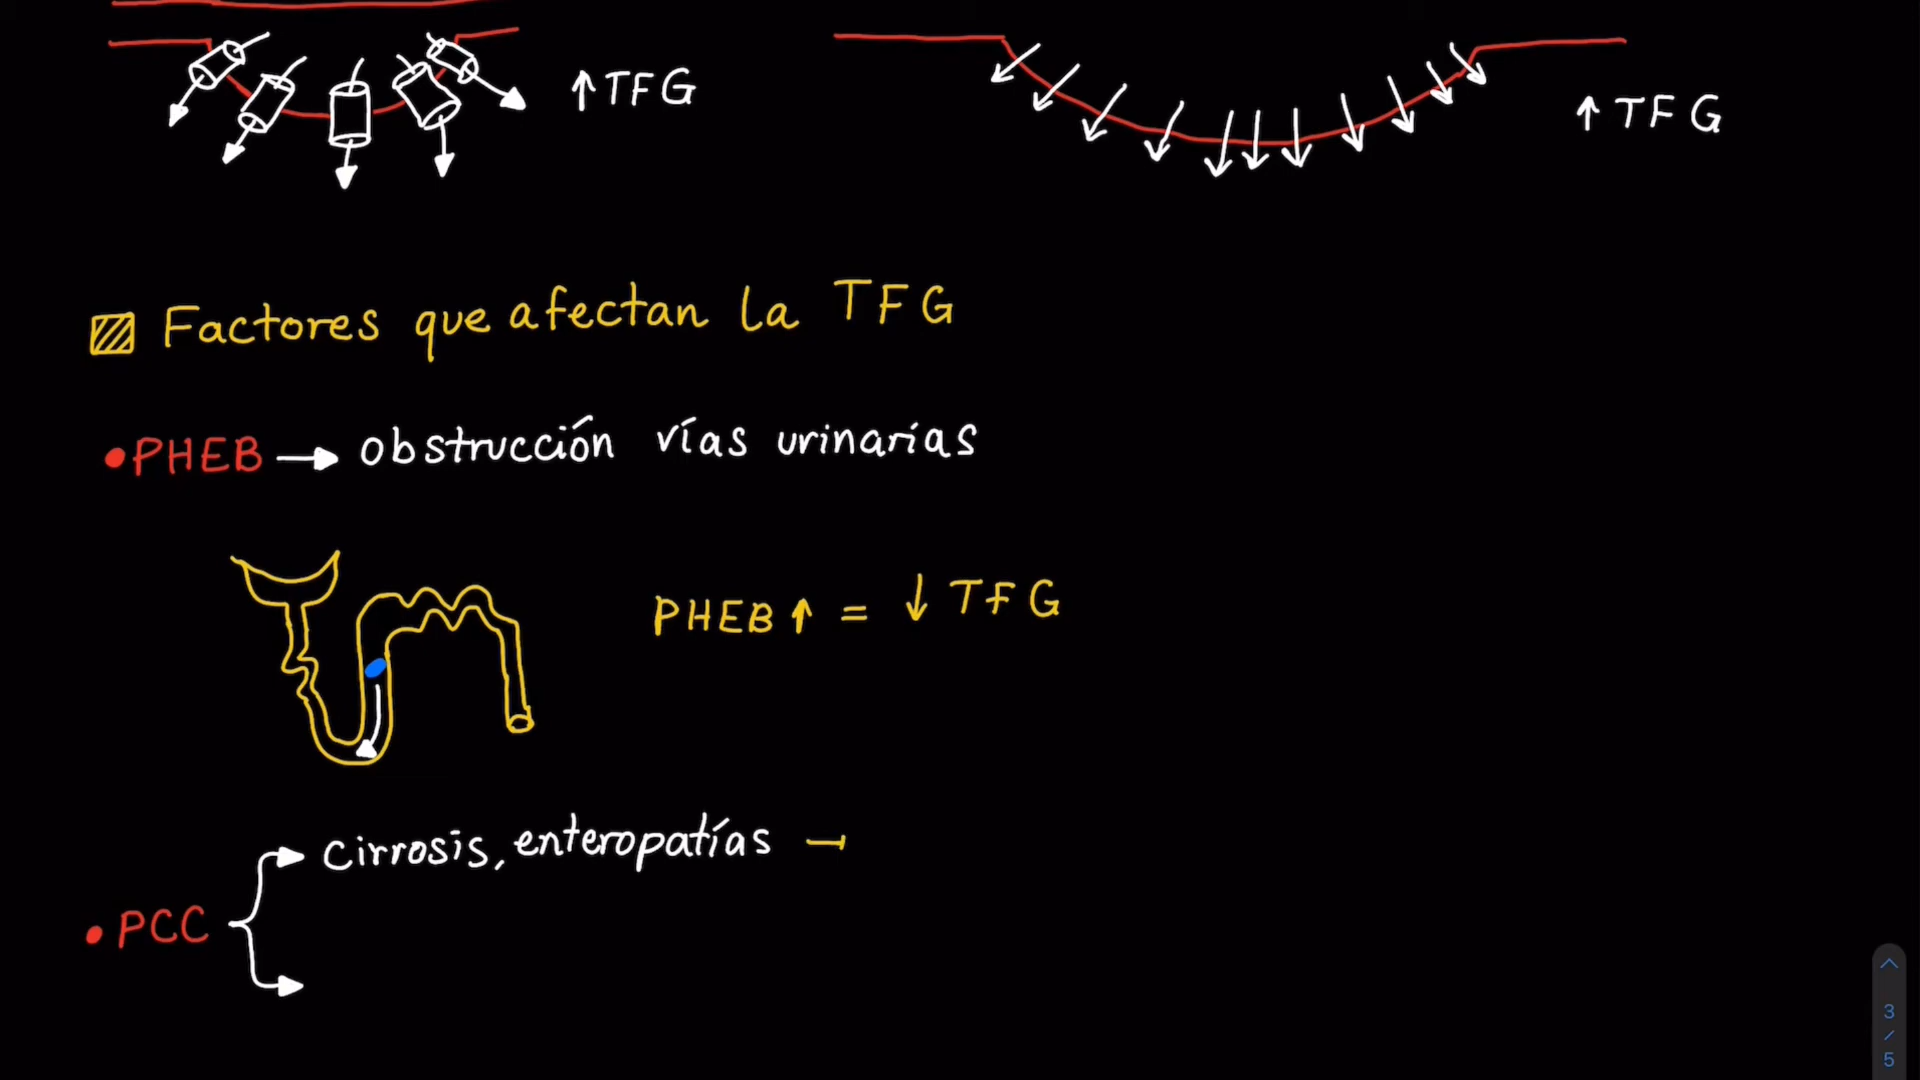 ↑TFG
↑TFG
Factores que afectan la TFG
•PHEB → obstrucción vías urinarias
PHEB↑ = ↓TFG
cirrosis, enteropatías
•PCC
3
/
5